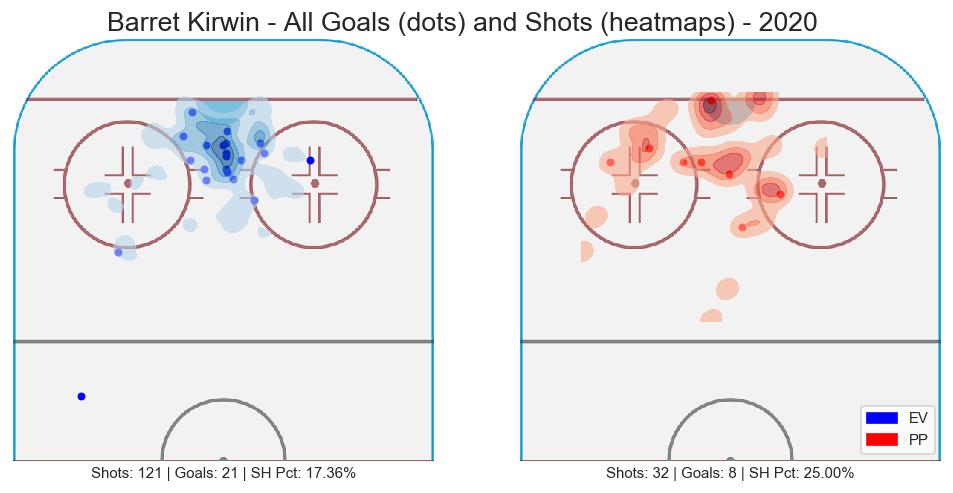 Barret Kirwin - All Goals (dots) and Shots (heatmaps) - 2020
EV
PP
Shots: 121 | Goals: 21 | SH Pct: 17.36%
Shots: 32 | Goals: 8 | SH Pct: 25.00%